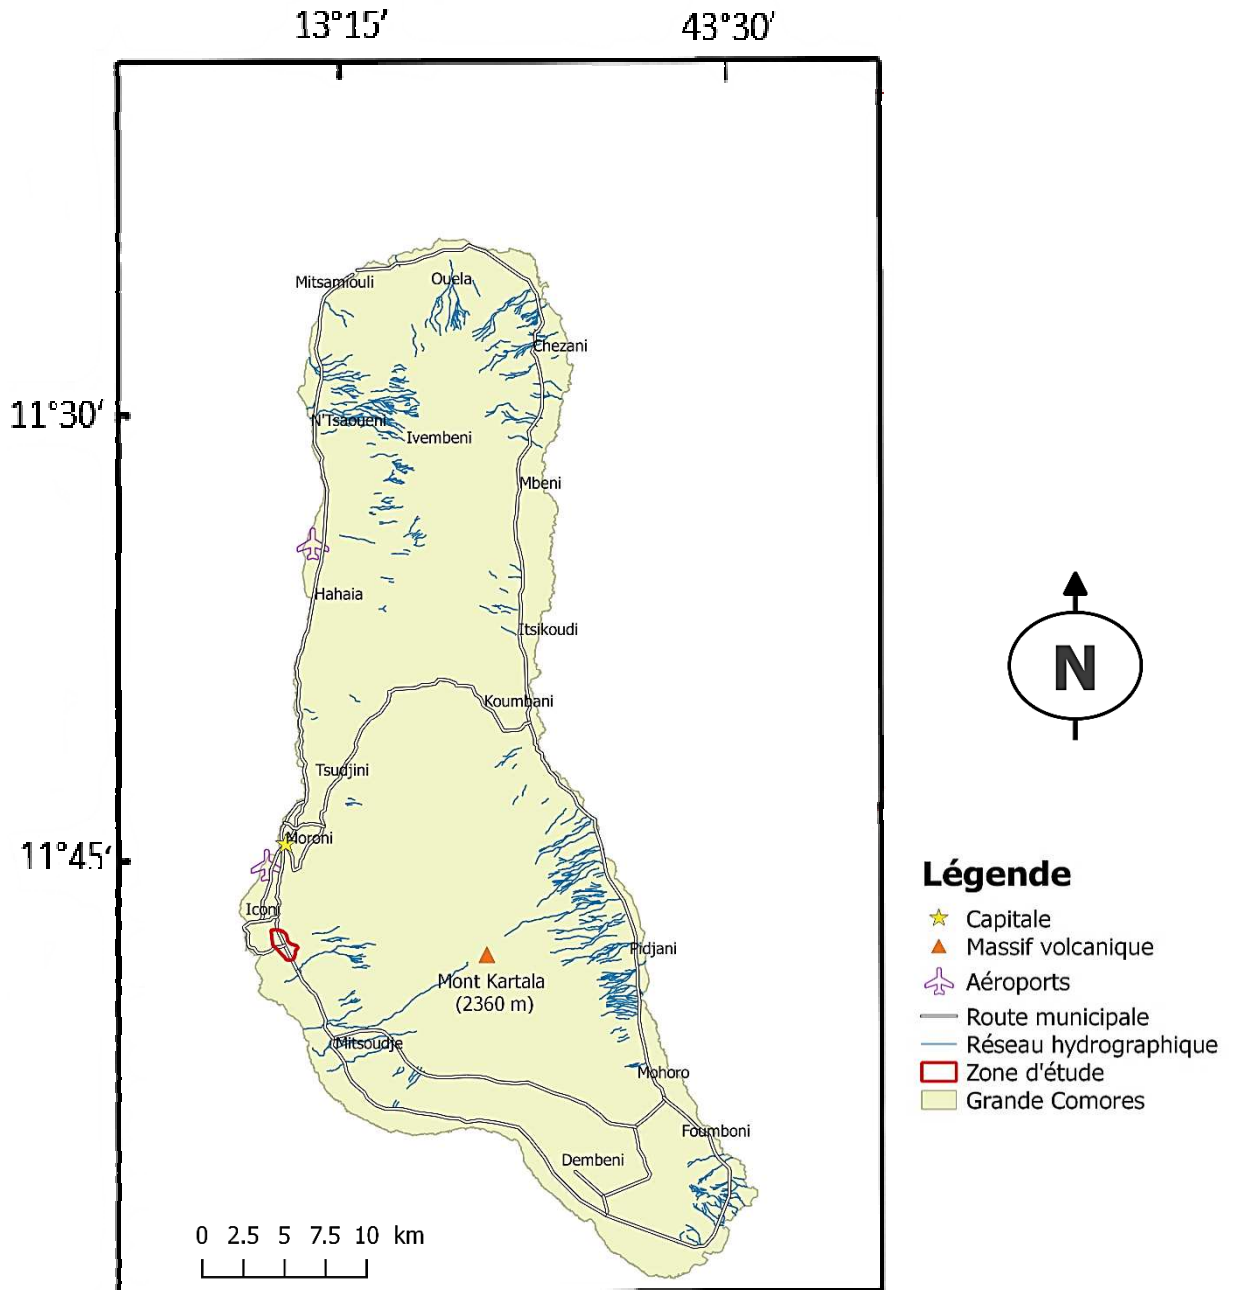 13°15′ 43°30′
Mitsamiouli
Ouela
Chezani
11°30′
N'Tsaoueni
Ivembeni
Mbeni
Hahaia
Itsikoudi
N
Koumbani
Tsudjini
Moroni
11°45′
Iconi
Pidjani
Mont Kartala
(2360 m)
Mitsoudje
Mohoro
Foumboni
Dembeni
0 2.5 5 7.5 10 km
Légende
Capitale
Massif volcanique
Aéroports
Route municipale
Réseau hydrographique
Zone d'étude
Grande Comores